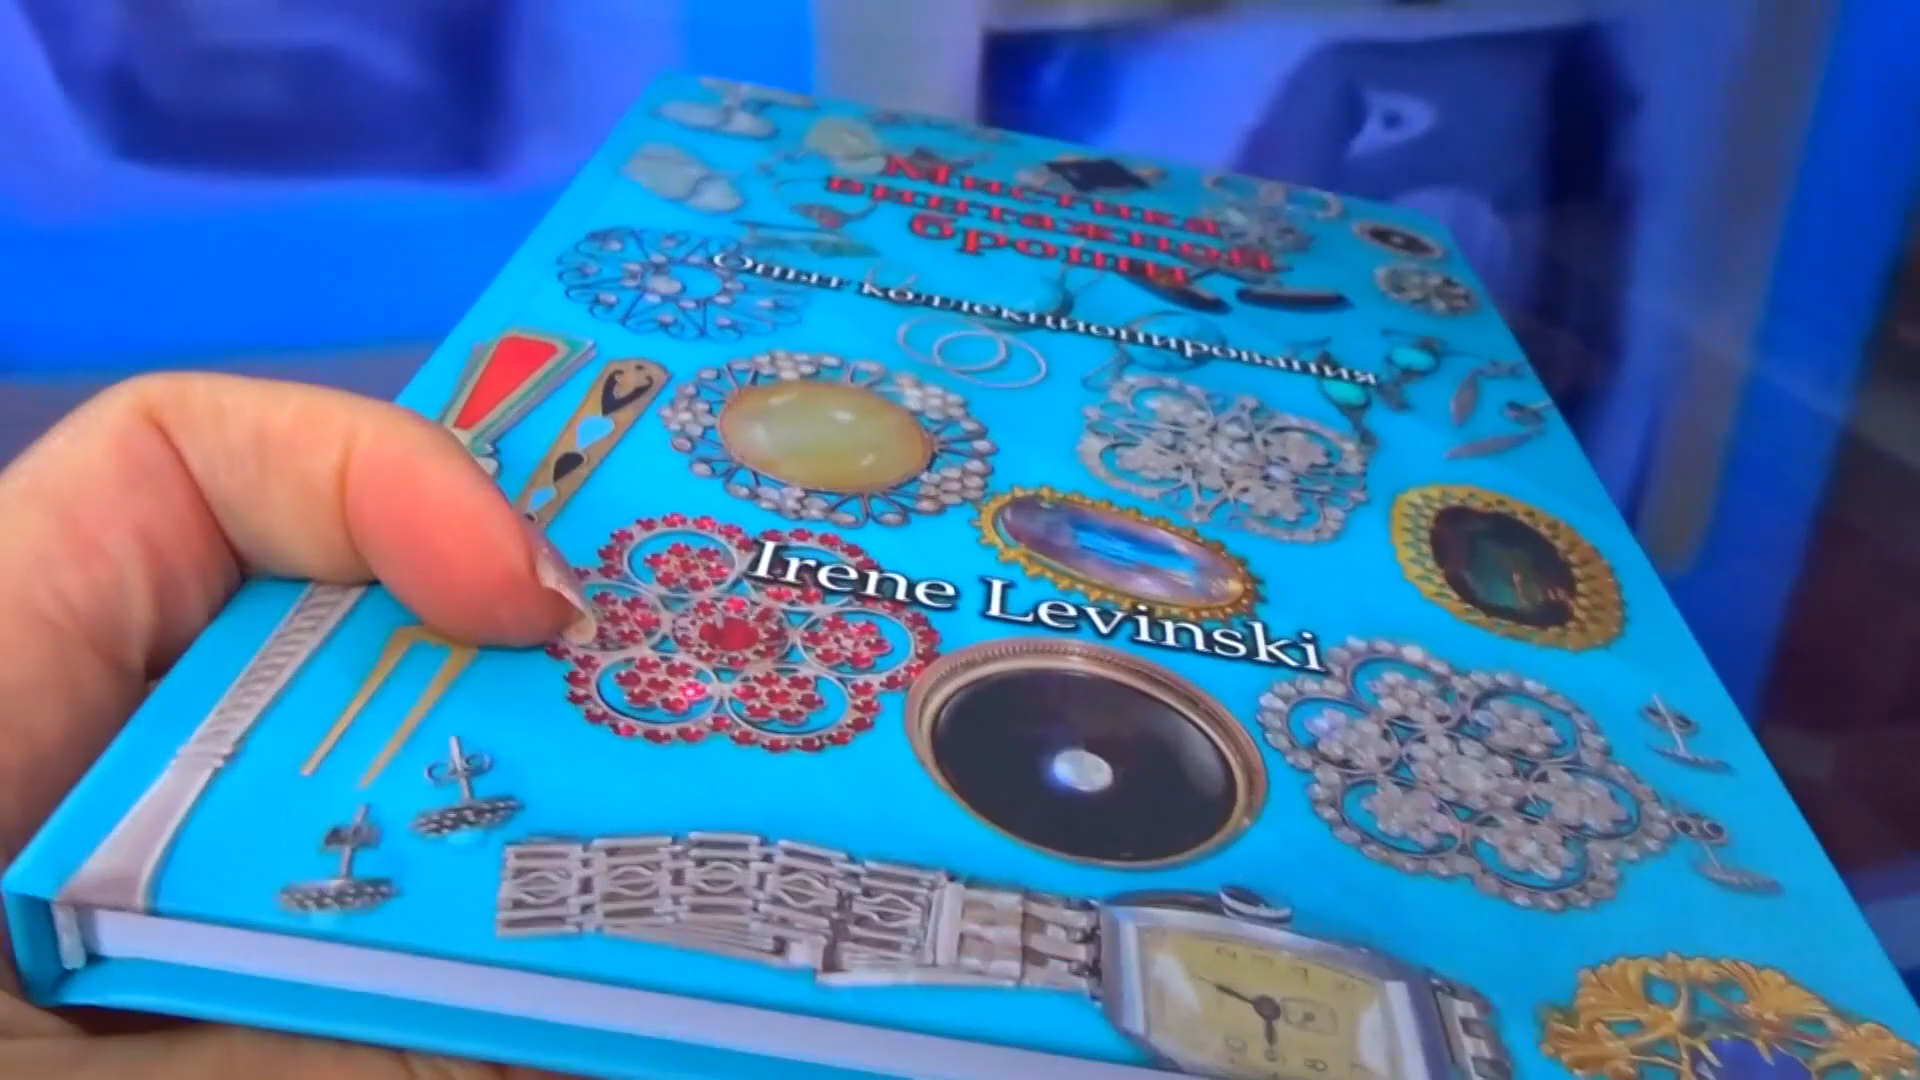 Мистика
винтажной
броши
Опыт коллекционирования
Irene Levinski